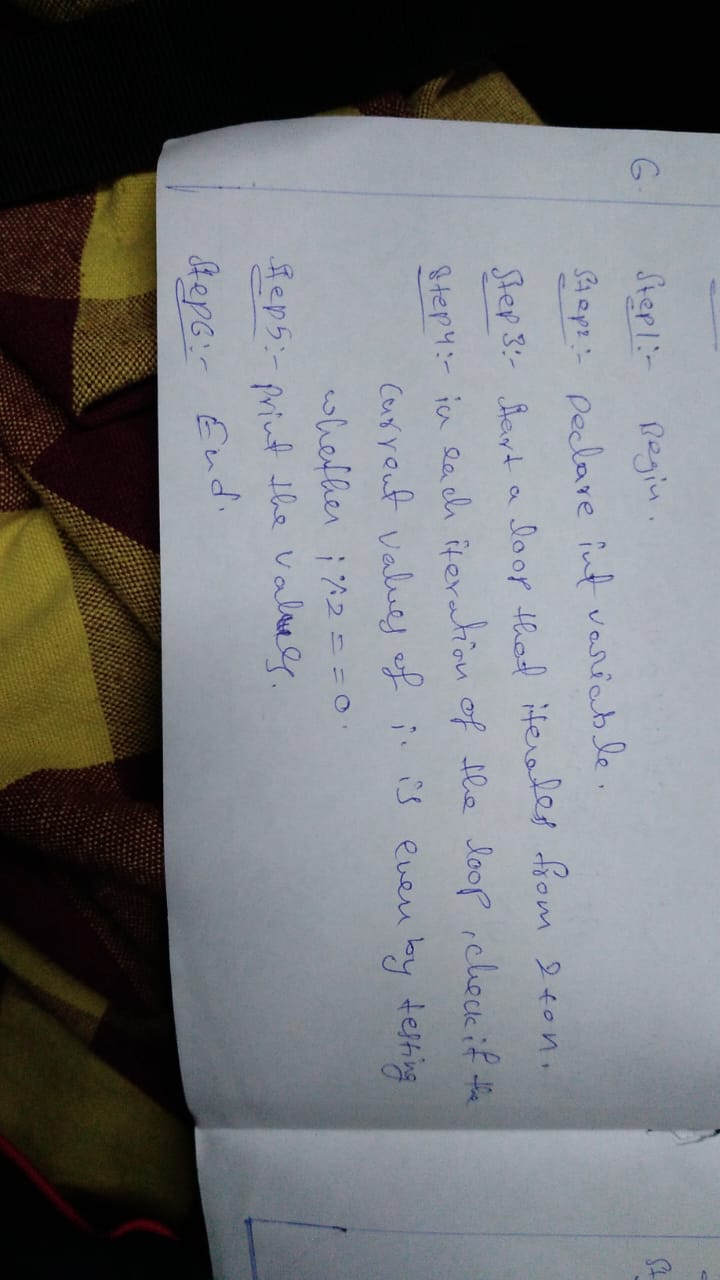 6.
Step1:- Begin.
Step2:- Declare int variable.
Step3:- Start a loop that iterates from 2 to n.
Step4:- in each iteration of the loop, check if the
current values of i. is even by testing
whether i%2==0.
Step5:- print the values.
Step6:- End.